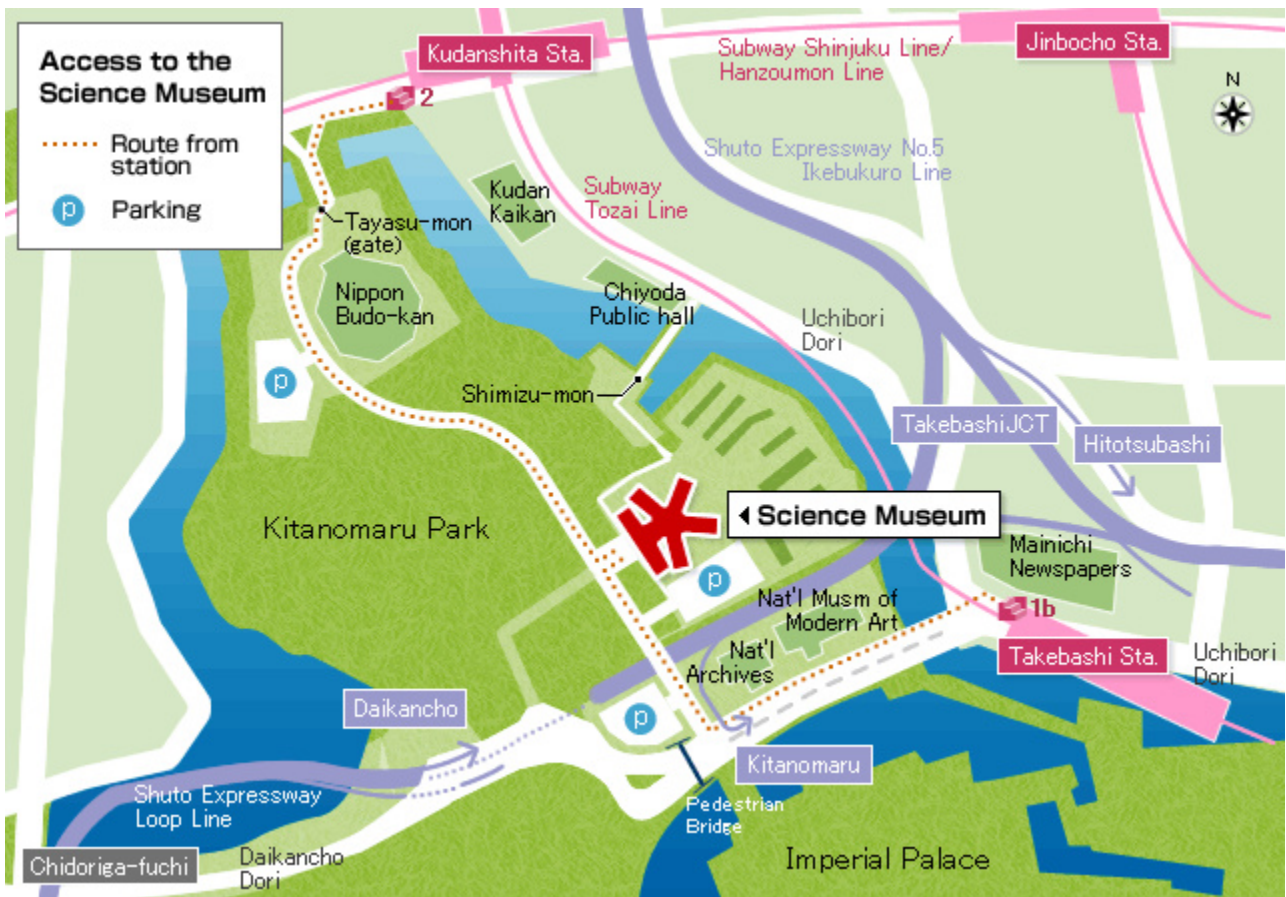 Access to the
Science Museum
Route from
station
P
Parking
Kudanshita Sta.
2
Subway Shinjuku Line/
Hanzoumon Line
Jinbocho Sta.
N
Shuto Expressway No.5
Ikebukuro Line
Kudan
Kaikan
Subway
Tozai Line
Tayasu-mon
(gate)
Nippon
Budo-kan
Chiyoda
Public hall
Uchibori
Dori
P
Shimizu-mon
TakebashiJCT
Hitotsubashi
Kitanomaru Park
Science Museum
Mainichi
Newspapers
P
Nat'l Musm of
Modern Art
1b
Nat'l
Archives
Takebashi Sta.
Uchibori
Dori
Daikancho
P
Kitanomaru
Shuto Expressway
Loop Line
Pedestrian
Bridge
Chidoriga-fuchi
Daikancho
Dori
Imperial Palace